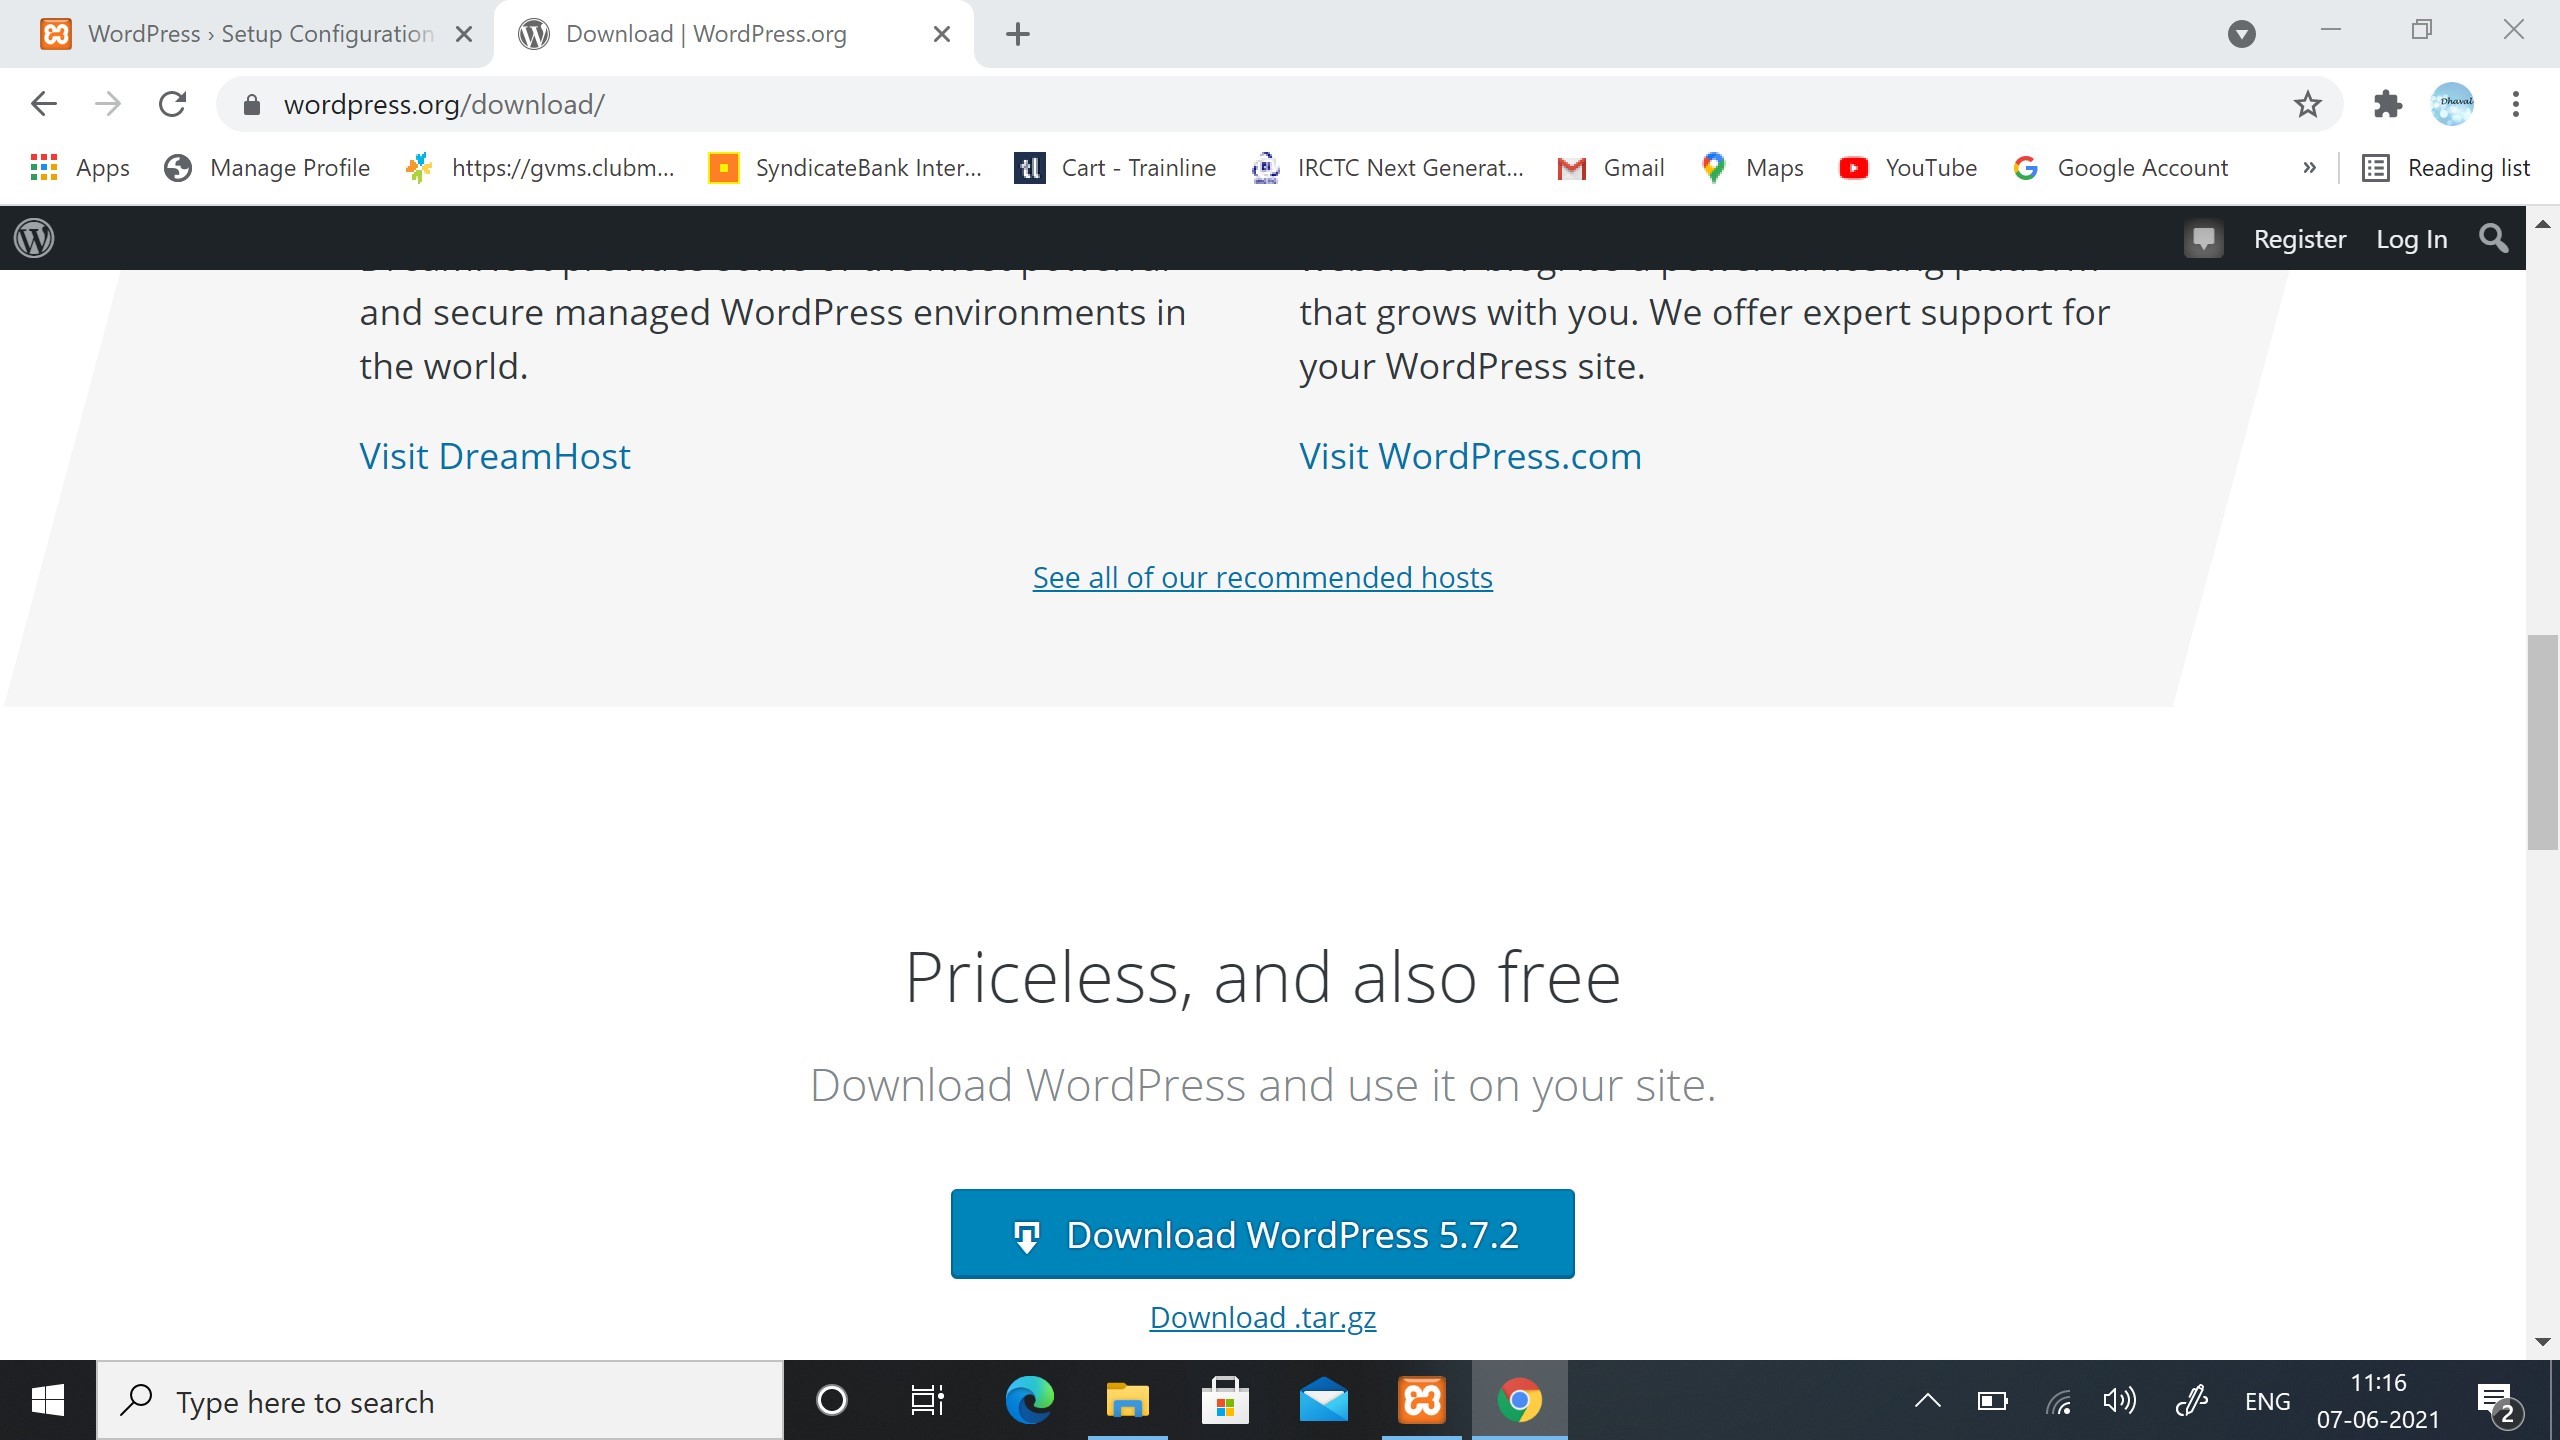 WordPress › Setup Configuration
Download | WordPress.org
wordpress.org/download/
Dhaval
Apps
Manage Profile
https://gvms.clubm...
SyndicateBank Inter...
tl
Cart - Trainline
IRCTC Next Generat...
Gmail
Maps
YouTube
Google Account
»
Reading list
Register
Log In
and secure managed WordPress environments in
the world.
Visit DreamHost
that grows with you. We offer expert support for
your WordPress site.
Visit WordPress.com
See all of our recommended hosts
Priceless, and also free
Download WordPress and use it on your site.
Download WordPress 5.7.2
Download .tar.gz
Type here to search
ENG
11:16
07-06-2021
2